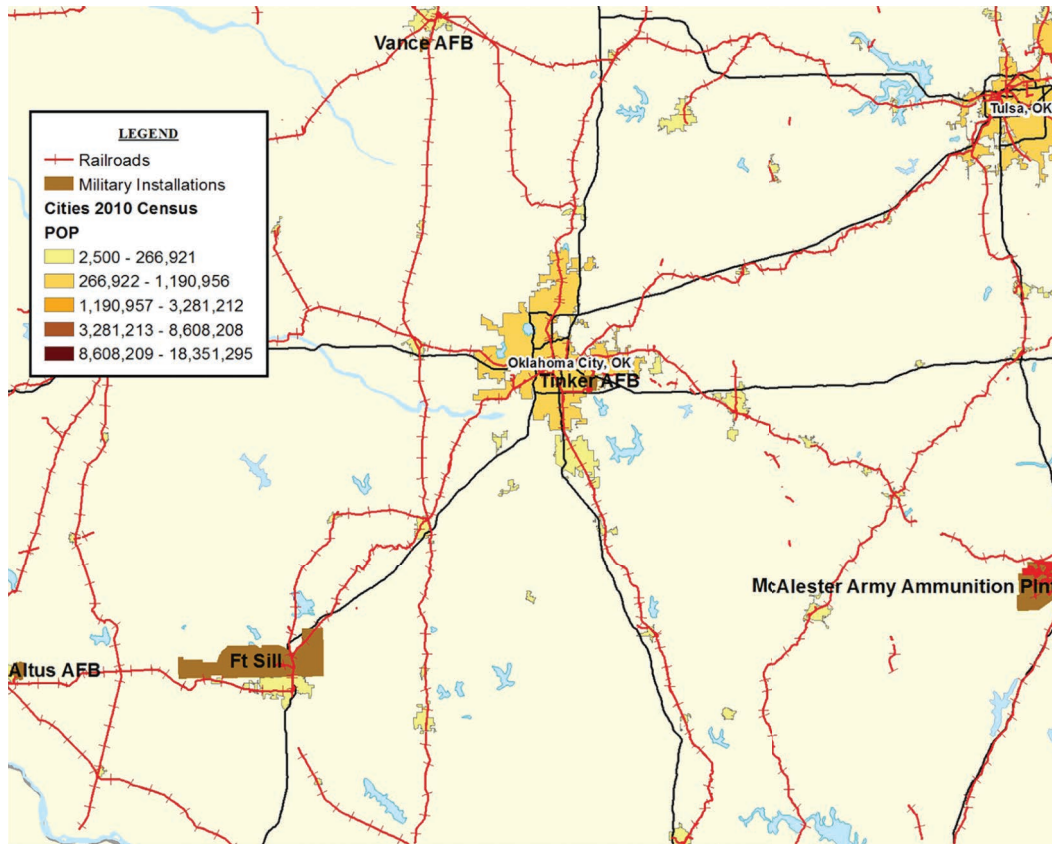 Vance AFB
Tulsa, OK
LEGEND
Railroads
Military Installations
Cities 2010 Census
POP
2,500 - 266,921
266,922 - 1,190,956
1,190,957 - 3,281,212
3,281,213 - 8,608,208
8,608,209 - 18,351,295
Oklahoma City, OK
Tinker AFB
McAlester Army Ammunition Pln
Ft Sill
Altus AFB